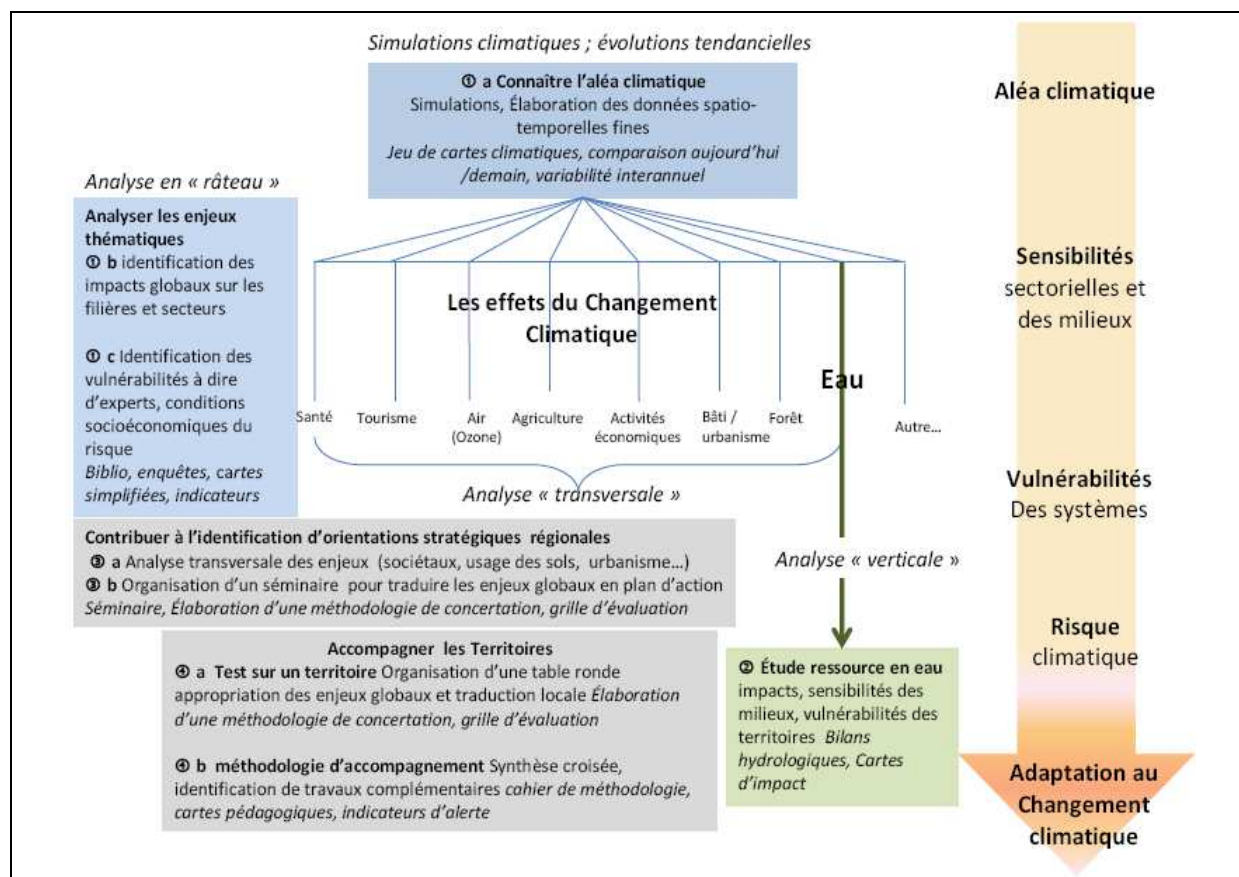 Simulations climatiques ; évolutions tendancielles
① a Connaître l'aléa climatique
Simulations, Élaboration des données spatio-
temporelles fines
Jeu de cartes climatiques, comparaison aujourd'hui
/demain, variabilité interannuel
Analyse en « râteau »
Analyser les enjeux
thématiques
① b identification des
impacts globaux sur les
filières et secteurs
① c Identification des
vulnérabilités à dire
d'experts, conditions
socioéconomiques du
risque
Biblio, enquêtes, cartes
simplifiées, indicateurs
Les effets du Changement
Climatique
Eau
Santé
Tourisme
Air
(Ozone)
Agriculture
Activités
économiques
Bâti /
urbanisme
Forêt
Autre...
Analyse « transversale »
Contribuer à l'identification d'orientations stratégiques régionales
③ a Analyse transversale des enjeux (sociétaux, usage des sols, urbanisme...)
③ b Organisation d'un séminaire pour traduire les enjeux globaux en plan d'action
Séminaire, Élaboration d'une méthodologie de concertation, grille d'évaluation
Analyse « verticale »
Accompagner les Territoires
④ a Test sur un territoire Organisation d'une table ronde
appropriation des enjeux globaux et traduction locale Élaboration
d'une méthodologie de concertation, grille d'évaluation
④ b méthodologie d'accompagnement Synthèse croisée,
identification de travaux complémentaires cahier de méthodologie,
cartes pédagogiques, indicateurs d'alerte
② Étude ressource en eau
impacts, sensibilités des
milieux, vulnérabilités des
territoires Bilans
hydrologiques, Cartes
d'impact
Aléa climatique
Sensibilités
sectorielles et
des milieux
Vulnérabilités
Des systèmes
Risque
climatique
Adaptation au
Changement
climatique